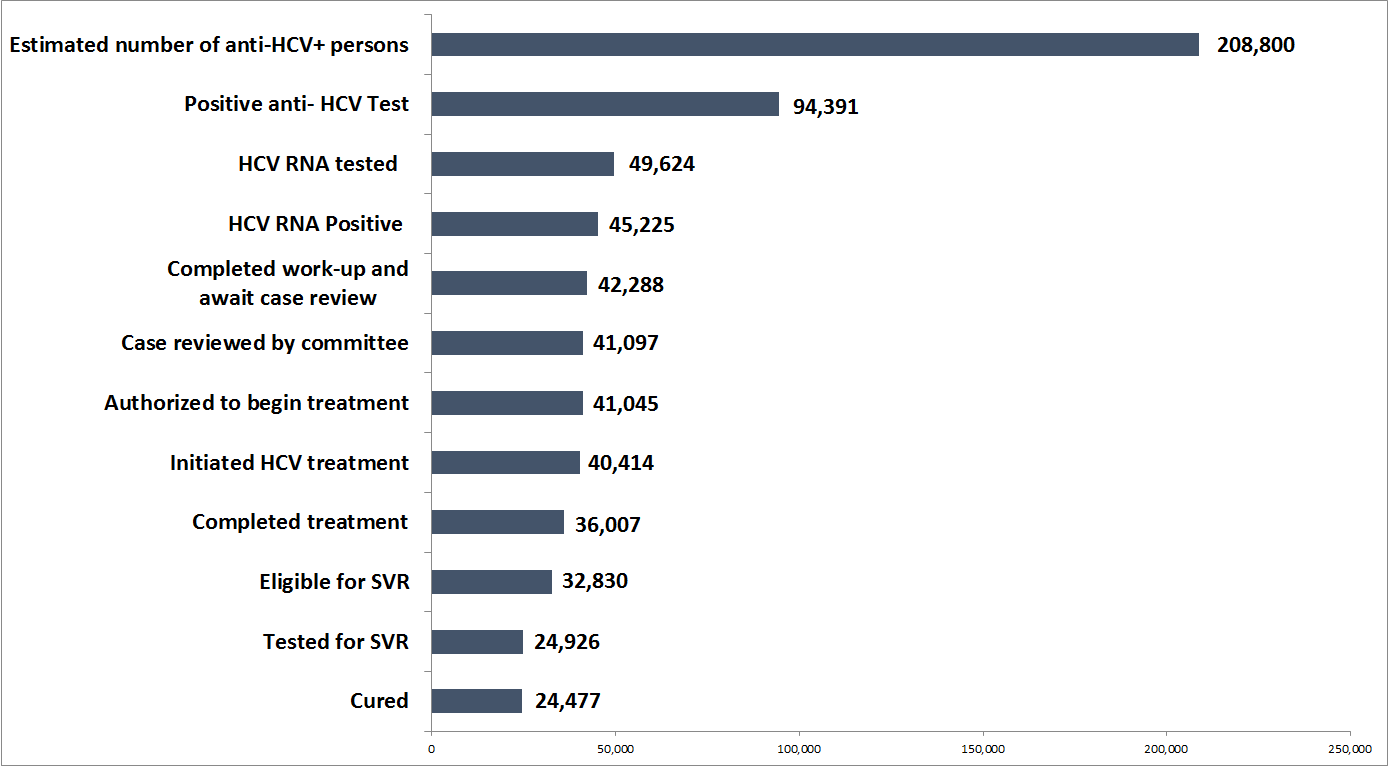 Estimated number of anti-HCV+ persons 208,800
Positive anti- HCV Test 94,391
HCV RNA tested 49,624
HCV RNA Positive 45,225
Completed work-up and
await case review 42,288
Case reviewed by committee 41,097
Authorized to begin treatment 41,045
Initiated HCV treatment 40,414
Completed treatment 36,007
Eligible for SVR 32,830
Tested for SVR 24,926
Cured 24,477
0 50,000 100,000 150,000 200,000 250,000